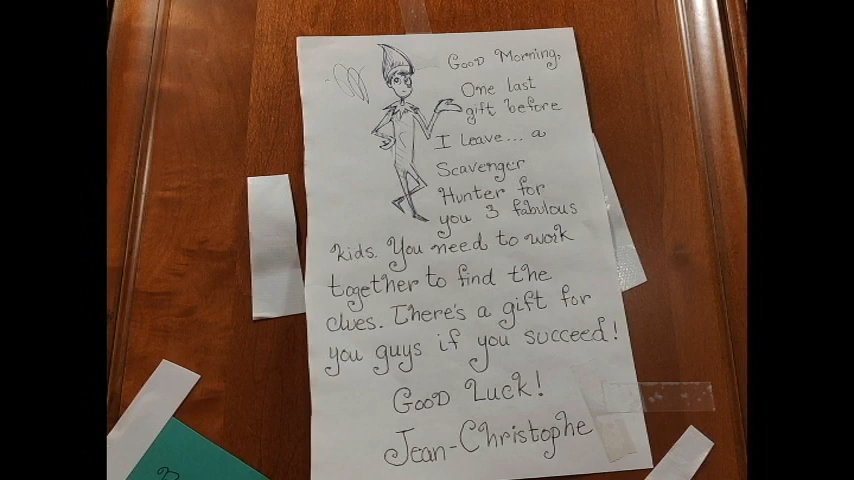 Good Morning,
One last
gift before
I leave... a
Scavenger
Hunter for
you 3 fabulous
kids. You need to work
together to find the
clues. There's a gift for
you guys if you succeed!
Good Luck!
Jean-Christophe